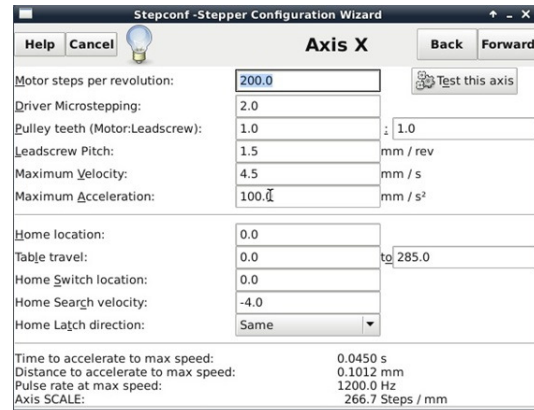 Stepconf -Stepper Configuration Wizard
Help Cancel Axis X Back Forward
Motor steps per revolution: 200.0 Test this axis
Driver Microstepping: 2.0
Pulley teeth (Motor:Leadscrew): 1.0 : 1.0
Leadscrew Pitch: 1.5 mm / rev
Maximum Velocity: 4.5 mm / s
Maximum Acceleration: 100.0 mm / s²
Home location: 0.0
Table travel: 0.0 to 285.0
Home Switch location: 0.0
Home Search velocity: -4.0
Home Latch direction: Same
Time to accelerate to max speed: 0.0450 s
Distance to accelerate to max speed: 0.1012 mm
Pulse rate at max speed: 1200.0 Hz
Axis SCALE: 266.7 Steps / mm